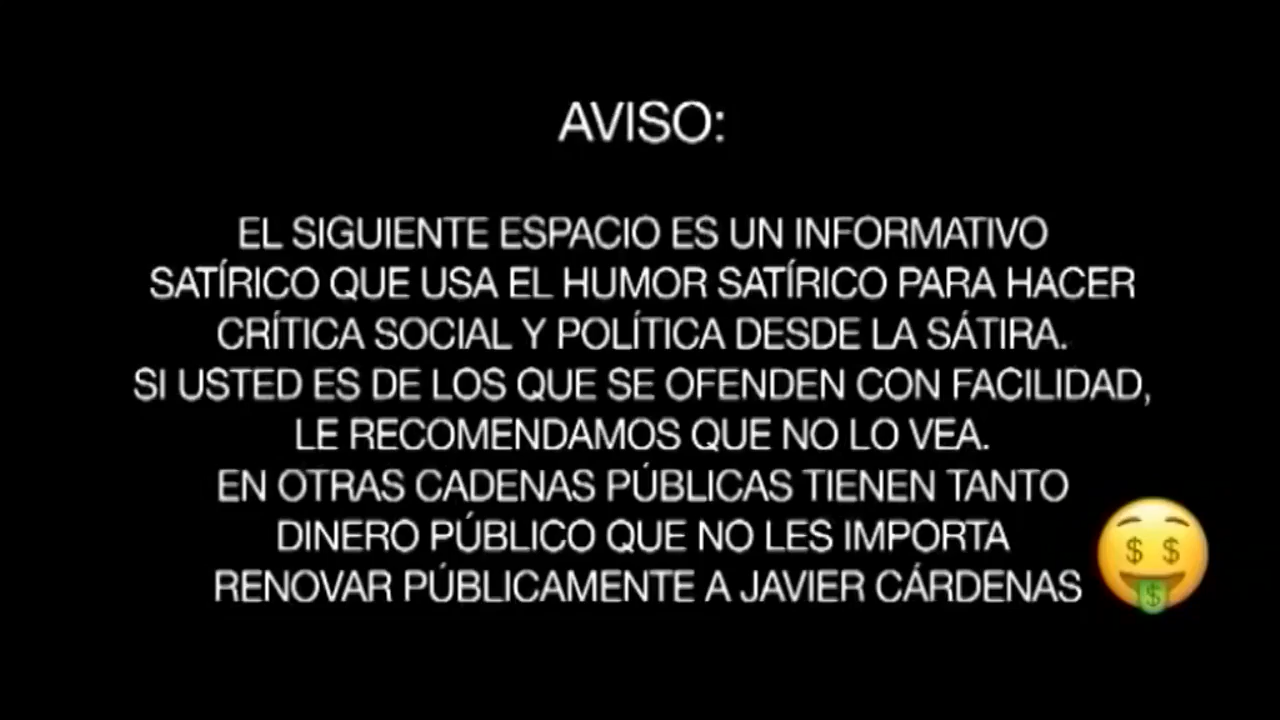 AVISO:
EL SIGUIENTE ESPACIO ES UN INFORMATIVO
SATÍRICO QUE USA EL HUMOR SATÍRICO PARA HACER
CRÍTICA SOCIAL Y POLÍTICA DESDE LA SÁTIRA.
SI USTED ES DE LOS QUE SE OFENDEN CON FACILIDAD,
LE RECOMENDAMOS QUE NO LO VEA.
EN OTRAS CADENAS PÚBLICAS TIENEN TANTO
DINERO PÚBLICO QUE NO LES IMPORTA
RENOVAR PÚBLICAMENTE A JAVIER CÁRDENAS